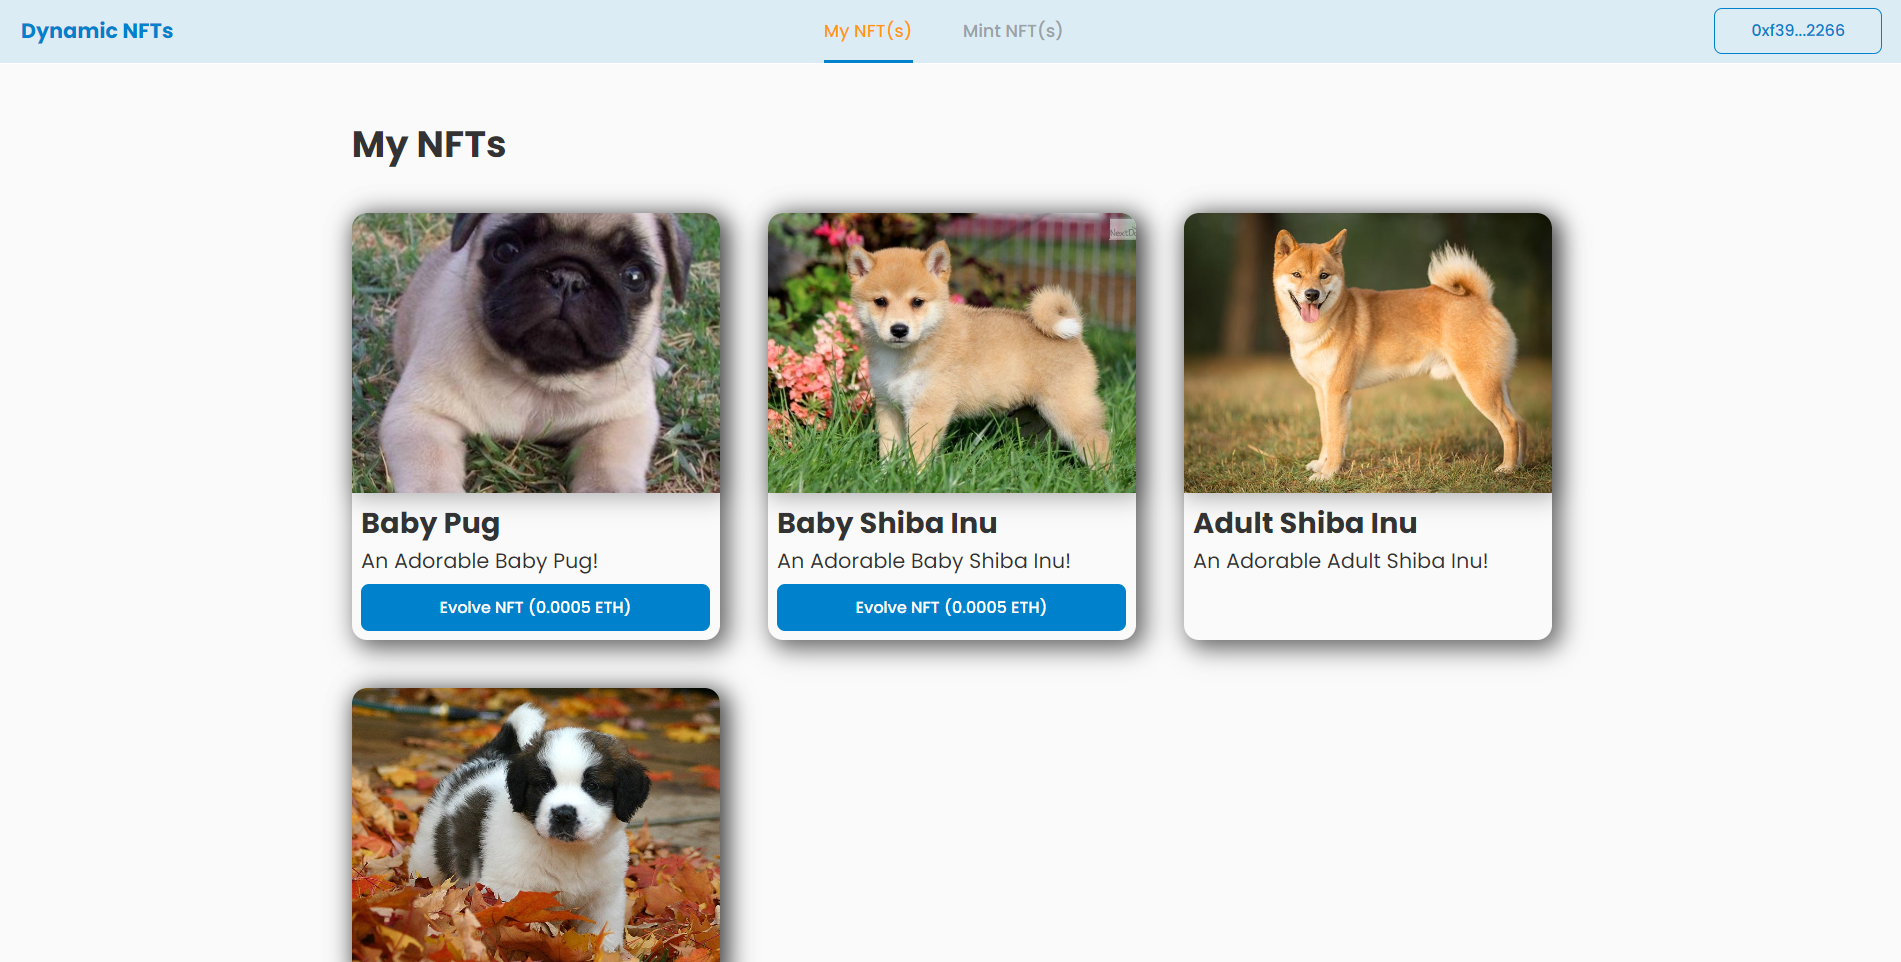 Dynamic NFTs
My NFT(s)
Mint NFT(s)
0xf39...2266
My NFTs
Baby Pug
An Adorable Baby Pug!
Evolve NFT (0.0005 ETH)
Baby Shiba Inu
An Adorable Baby Shiba Inu!
Evolve NFT (0.0005 ETH)
Adult Shiba Inu
An Adorable Adult Shiba Inu!